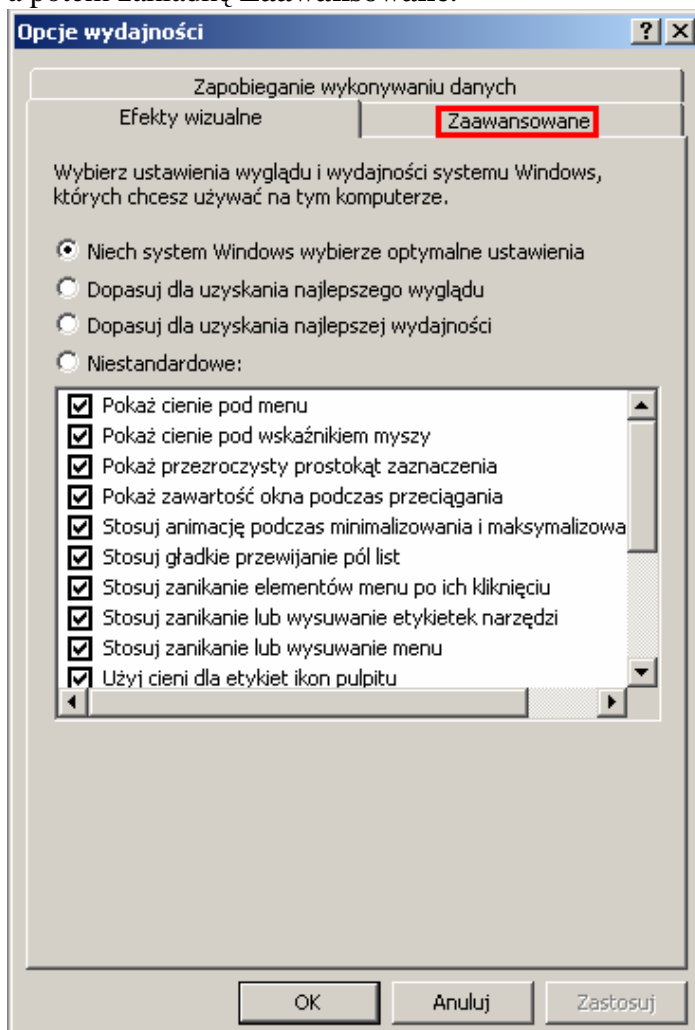 a potem zakładkę Zaawansowane.
Opcje wydajności
Zapobieganie wykonywaniu danych
Efekty wizualne
Zaawansowane
Wybierz ustawienia wyglądu i wydajności systemu Windows,
których chcesz używać na tym komputerze.
Niech system Windows wybierze optymalne ustawienia
Dopasuj dla uzyskania najlepszego wyglądu
Dopasuj dla uzyskania najlepszej wydajności
Niestandardowe:
Pokaż cienie pod menu
Pokaż cienie pod wskaźnikiem myszy
Pokaż przezroczysty prostokąt zaznaczenia
Pokaż zawartość okna podczas przeciągania
Stosuj animację podczas minimalizowania i maksymalizowa
Stosuj gładkie przewijanie pól list
Stosuj zanikanie elementów menu po ich kliknięciu
Stosuj zanikanie lub wysuwanie etykietek narzędzi
Stosuj zanikanie lub wysuwanie menu
Użyj cieni dla etykiet ikon pulpitu
OK
Anuluj
Zastosuj